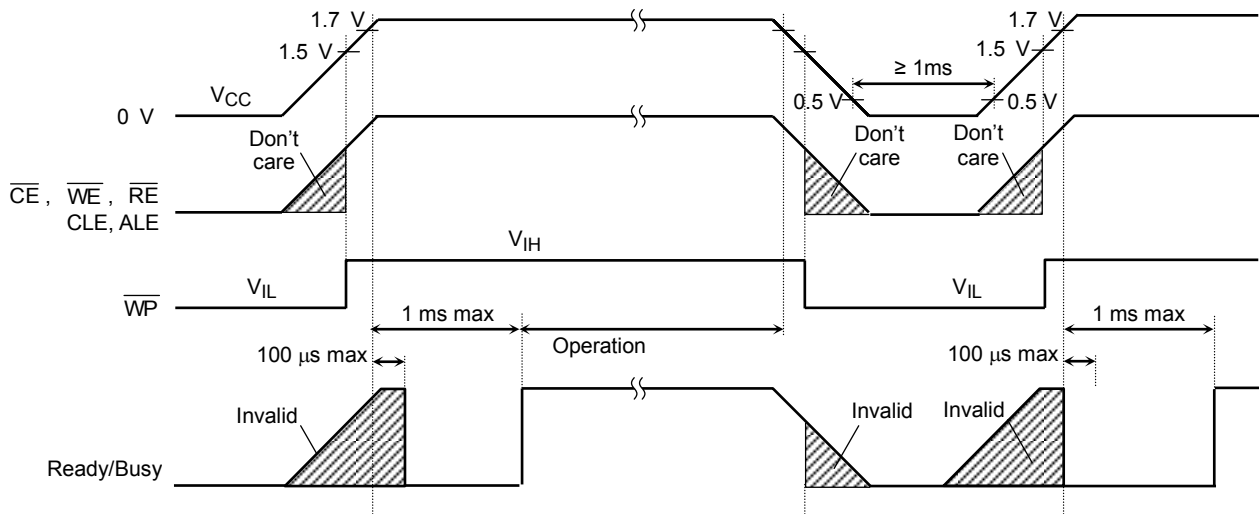 1.7 V
1.5 V
0 V
VCC
1.7 V
1.5 V
≥ 1ms
0.5 V
0.5 V
Don't
care
Don't
care
Don't
care
CE , WE , RE
CLE, ALE
VIH
VIL
VIL
WP
1 ms max
Operation
1 ms max
100 μs max
100 μs max
Invalid
Invalid
Invalid
Ready/Busy